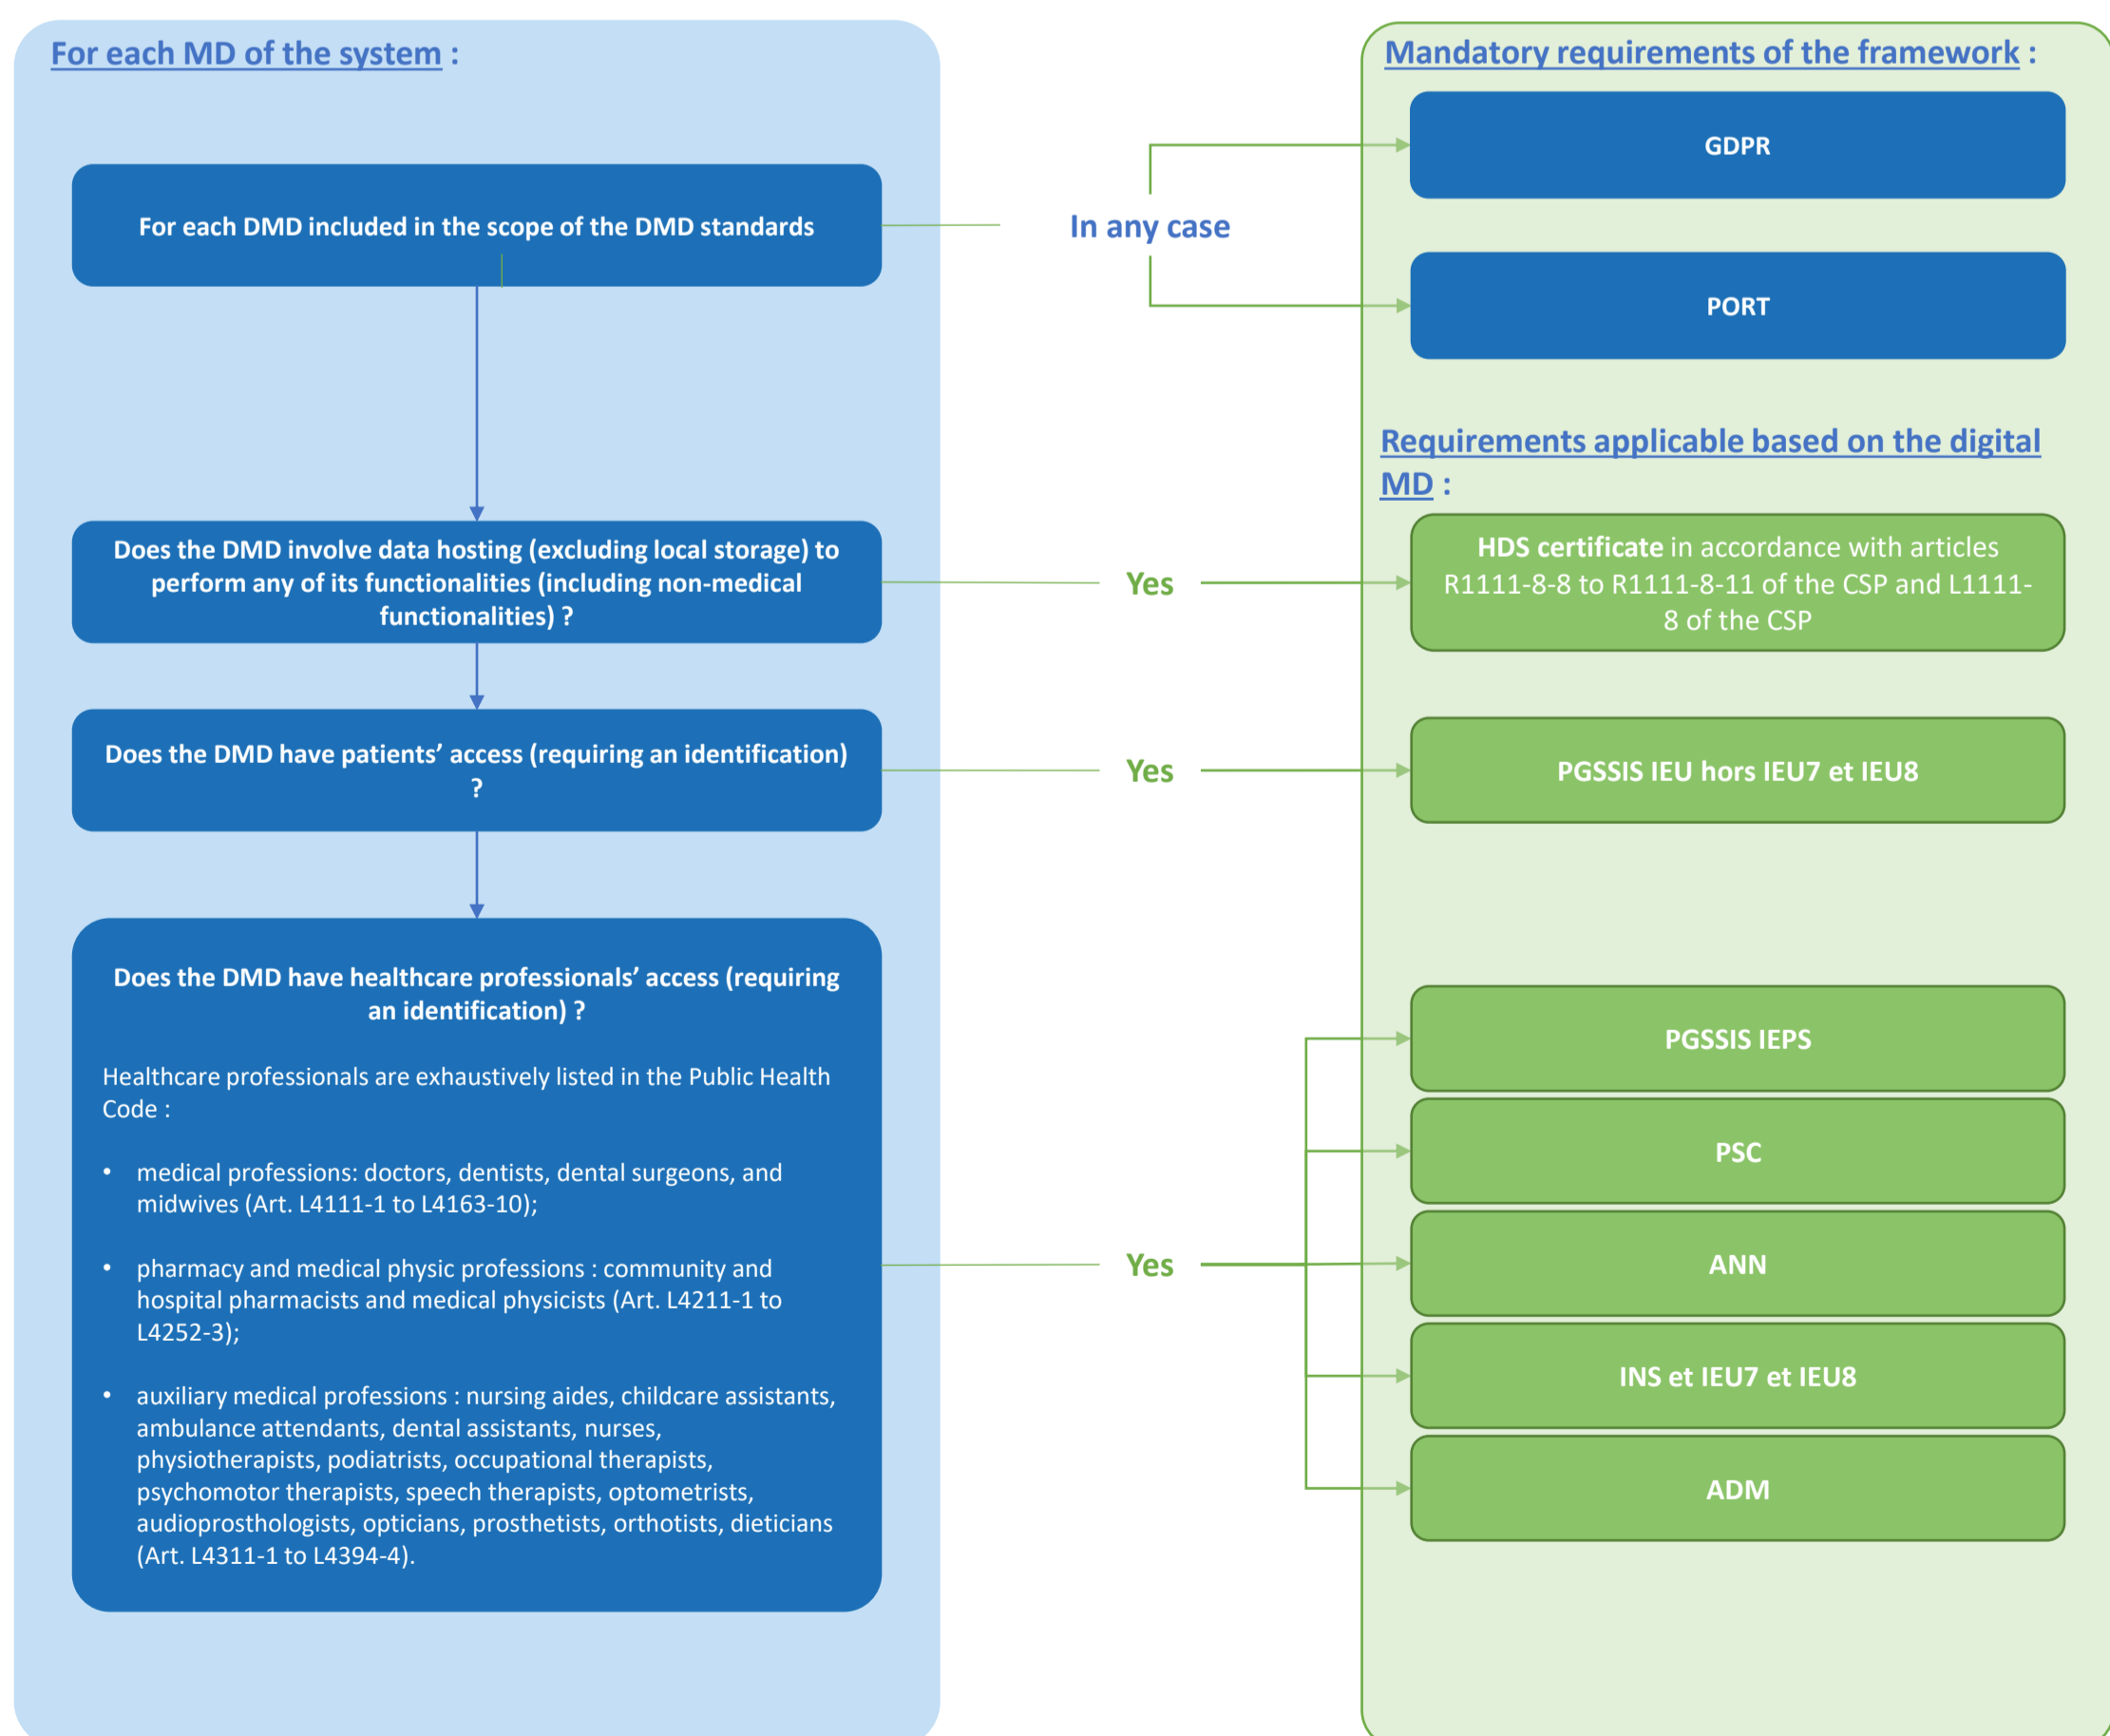 For each MD of the system :
For each DMD included in the scope of the DMD standards
Does the DMD involve data hosting (excluding local storage) to
perform any of its functionalities (including non-medical
functionalities) ?
Does the DMD have patients’ access (requiring an identification)
?
Does the DMD have healthcare professionals’ access (requiring
an identification) ?
Healthcare professionals are exhaustively listed in the Public Health
Code :
• medical professions: doctors, dentists, dental surgeons, and
midwives (Art. L4111-1 to L4163-10);
• pharmacy and medical physic professions : community and
hospital pharmacists and medical physicists (Art. L4211-1 to
L4252-3);
• auxiliary medical professions : nursing aides, childcare assistants,
ambulance attendants, dental assistants, nurses,
physiotherapists, podiatrists, occupational therapists,
psychomotor therapists, speech therapists, optometrists,
audioprosthologists, opticians, prosthetists, orthotists, dieticians
(Art. L4311-1 to L4394-4).
In any case
Yes
Yes
Yes
Mandatory requirements of the framework :
GDPR
PORT
Requirements applicable based on the digital
MD :
HDS certificate in accordance with articles
R1111-8-8 to R1111-8-11 of the CSP and L1111-
8 of the CSP
PGSSIS IEU hors IEU7 et IEU8
PGSSIS IEPS
PSC
ANN
INS et IEU7 et IEU8
ADM